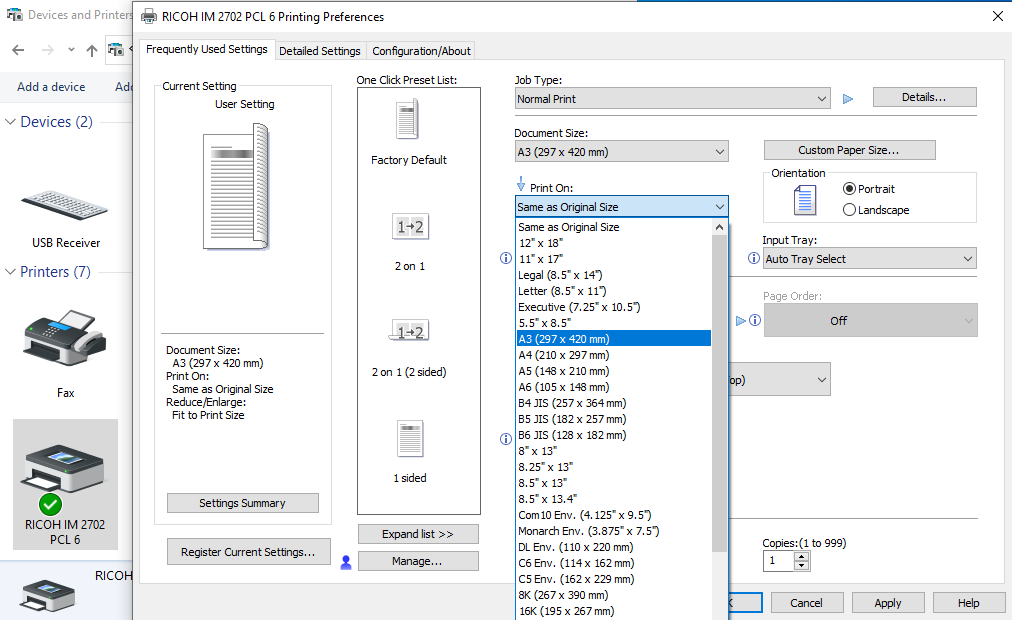 Devices and Printers
RICOH IM 2702 PCL 6 Printing Preferences
Add a device
Frequently Used Settings
Detailed Settings
Configuration/About
Devices (2)
USB Receiver
Printers (7)
Fax
RICOH IM 2702
PCL 6
RICOH
Current Setting
User Setting
Document Size:
A3 (297 x 420 mm)
Print On:
Same as Original Size
Reduce/Enlarge:
Fit to Print Size
Settings Summary
Register Current Settings...
One Click Preset List:
Factory Default
1→2
2 on 1
1→2
2 on 1 (2 sided)
1 sided
Expand list >>
Manage...
Job Type:
Normal Print
Details...
Document Size:
A3 (297 x 420 mm)
Custom Paper Size...
Print On:
Same as Original Size
Same as Original Size
12" x 18"
11" x 17"
Legal (8.5" x 14")
Letter (8.5" x 11")
Executive (7.25" x 10.5")
5.5" x 8.5"
A3 (297 x 420 mm)
A4 (210 x 297 mm)
A5 (148 x 210 mm)
A6 (105 x 148 mm)
B4 JIS (257 x 364 mm)
B5 JIS (182 x 257 mm)
B6 JIS (128 x 182 mm)
8" x 13"
8.25" x 13"
8.5" x 13"
8.5" x 13.4"
Com10 Env. (4.125" x 9.5")
Monarch Env. (3.875" x 7.5")
DL Env. (110 x 220 mm)
C6 Env. (114 x 162 mm)
C5 Env. (162 x 229 mm)
8K (267 x 390 mm)
16K (195 x 267 mm)
Orientation
Portrait
Landscape
Input Tray:
Auto Tray Select
Page Order:
Off
Copies:(1 to 999)
1
Cancel
Apply
Help